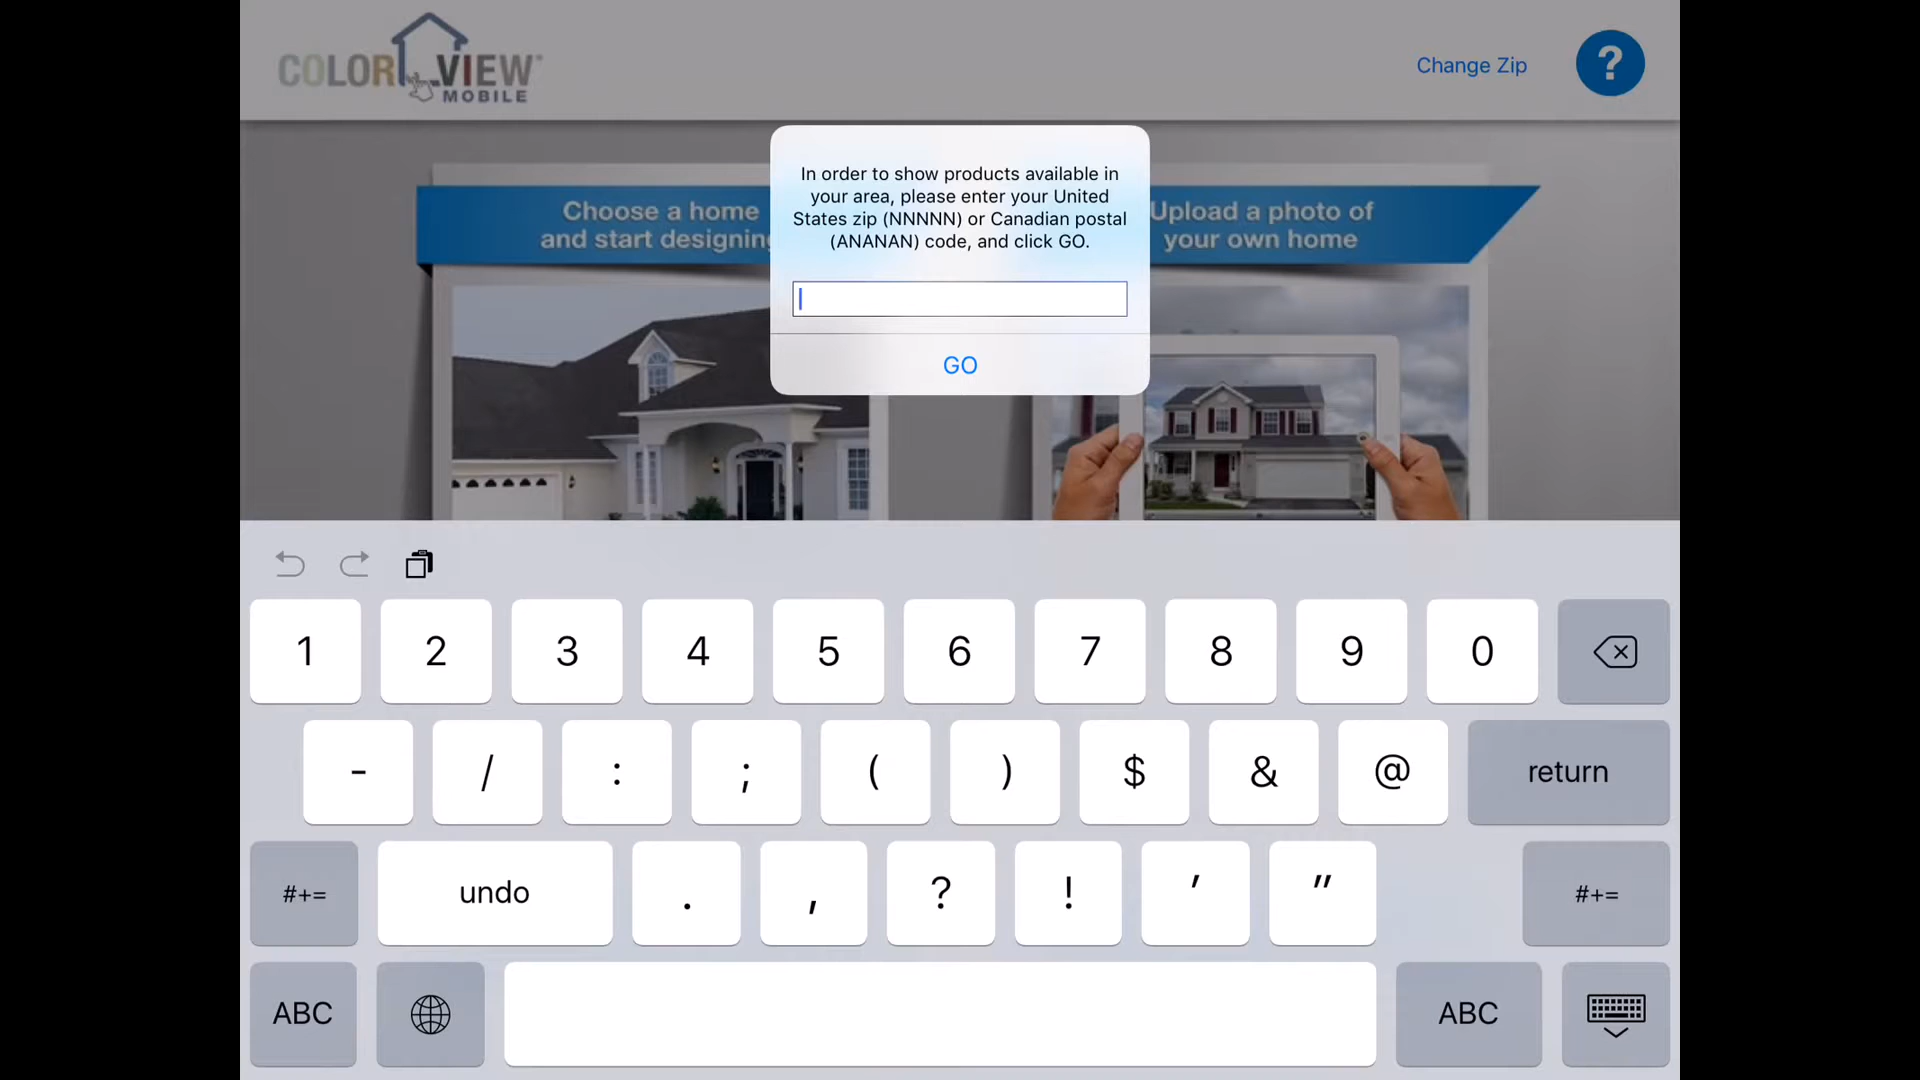 COLOR VIEW
MOBILE
Change Zip
?
In order to show products available in
your area, please enter your United
States zip (NNNNN) or Canadian postal
(ANANAN) code, and click GO.
GO
Choose a home
and start designing
Upload a photo of
your own home
1 2 3 4 5 6 7 8 9 0
- / : ; ( ) $ & @ return
#+= undo . , ? ! ' " #+=
ABC ABC